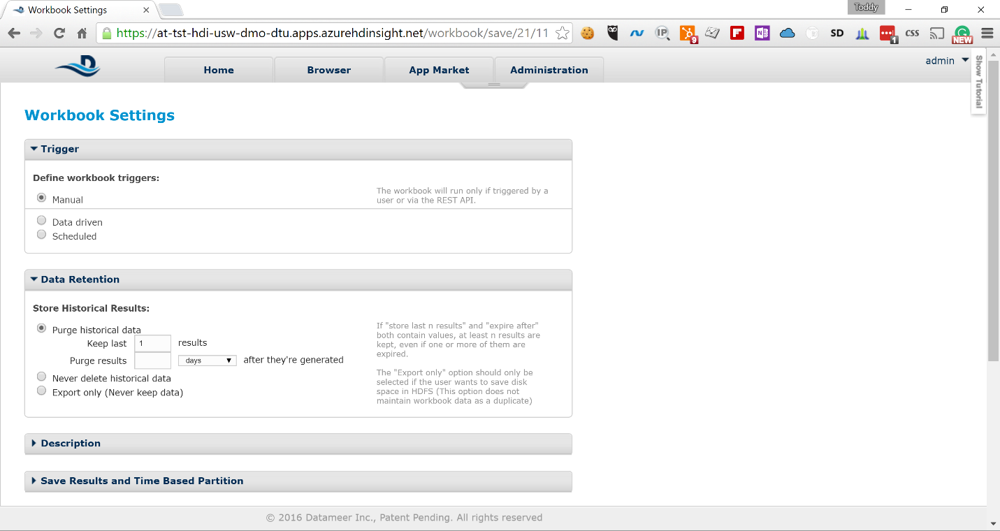 Workbook Settings
Toddy
https://at-tst-hdi-usw-dmo-dtu.apps.azurehdinsight.net/workbook/save/21/11
IP
9
N
SD
1
CSS
NEW
D
Home
Browser
App Market
Administration
admin
Show Tutorial
Workbook Settings
Trigger
Define workbook triggers:
Manual
The workbook will run only if triggered by a
user or via the REST API.
Data driven
Scheduled
Data Retention
Store Historical Results:
Purge historical data
Keep last 1 results
Purge results days after they're generated
Never delete historical data
Export only (Never keep data)
If "store last n results" and "expire after"
both contain values, at least n results are
kept, even if one or more of them are
expired.
The "Export only" option should only be
selected if the user wants to save disk
space in HDFS (This option does not
maintain workbook data as a duplicate)
Description
Save Results and Time Based Partition
© 2016 Datameer Inc., Patent Pending. All rights reserved